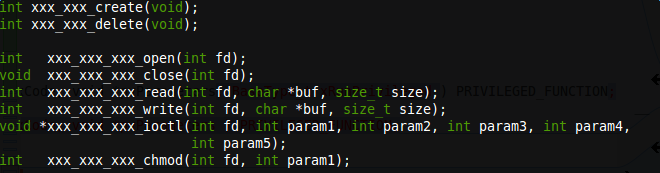 int xxx_xxx_create(void);
int xxx_xxx_delete(void);

int   xxx_xxx_xxx_open(int fd);
void  xxx_xxx_xxx_close(int fd);
int   xxx_xxx_xxx_read(int fd, char *buf, size_t size); | PRIVILEGED_FUNCTION;
int   xxx_xxx_xxx_write(int fd, char *buf, size_t size);
void *xxx_xxx_xxx_ioctl(int fd, int param1, int param2, int param3, int param4,
                        int param5);
int   xxx_xxx_xxx_chmod(int fd, int param1);